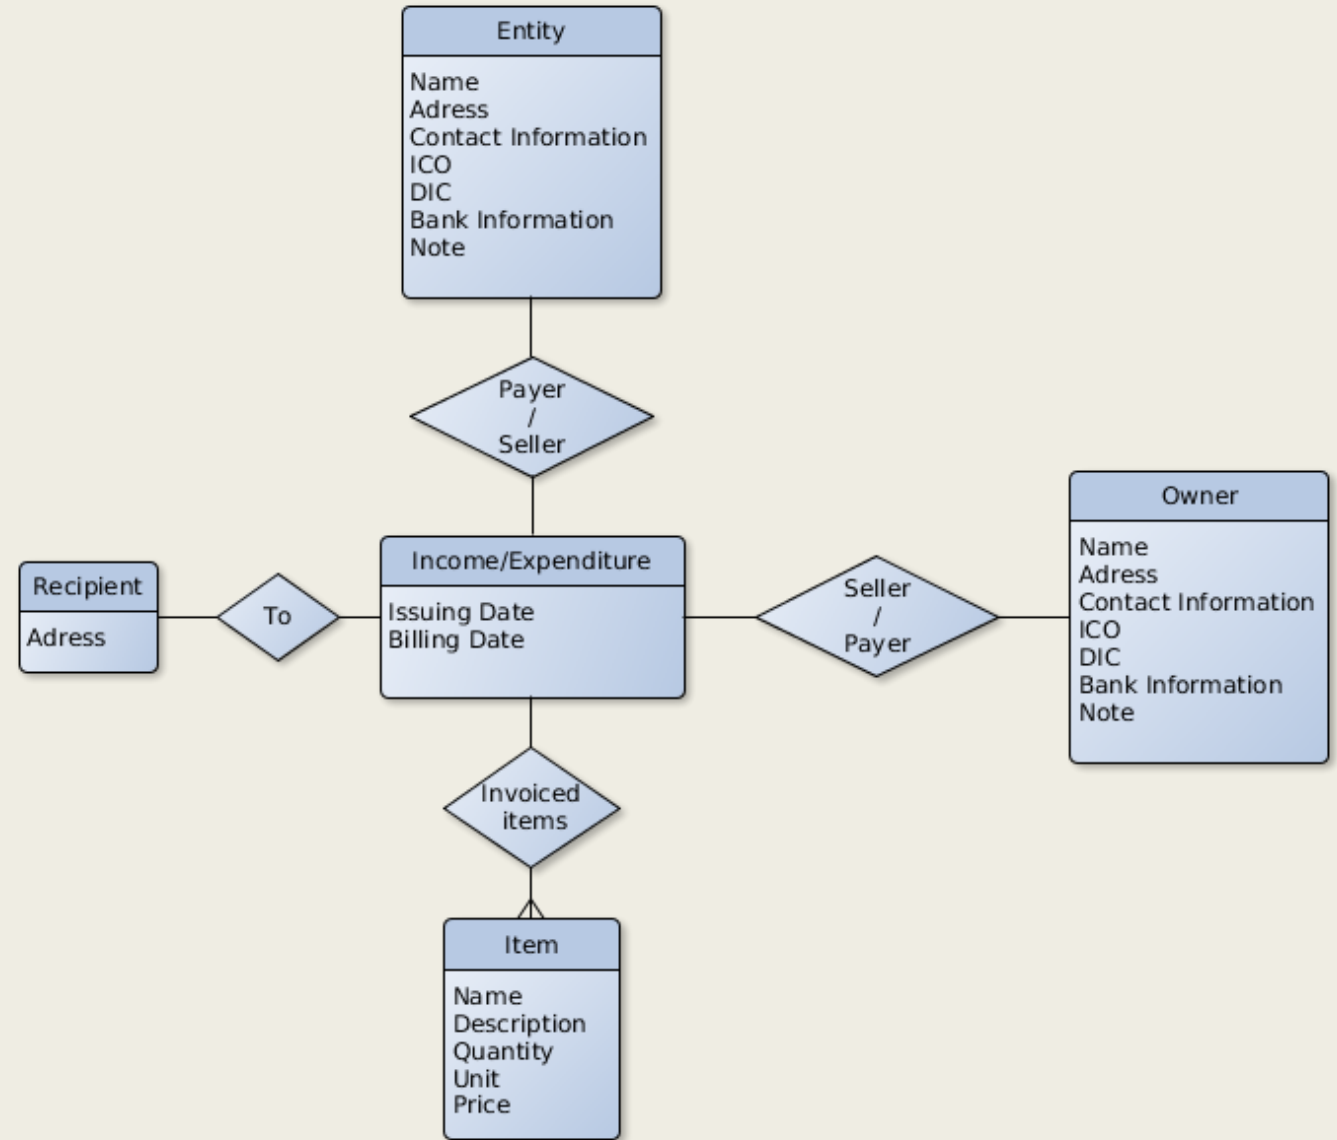 Entity
Name
Adress
Contact Information
ICO
DIC
Bank Information
Note
Payer
/
Seller
Recipient
Adress
To
Income/Expenditure
Issuing Date
Billing Date
Seller
/
Payer
Owner
Name
Adress
Contact Information
ICO
DIC
Bank Information
Note
Invoiced
items
Item
Name
Description
Quantity
Unit
Price